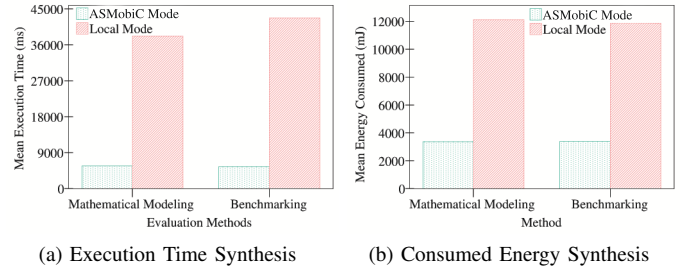 45000
36000
27000
18000
9000
0
Mean Execution Time (ms)
ASMobiC Mode
Local Mode
Mathematical Modeling
Benchmarking
Evaluation Methods
(a) Execution Time Synthesis
12000
10000
8000
6000
4000
2000
0
Mean Energy Consumed (mJ)
ASMobiC Mode
Local Mode
Mathematical Modeling
Benchmarking
Method
(b) Consumed Energy Synthesis